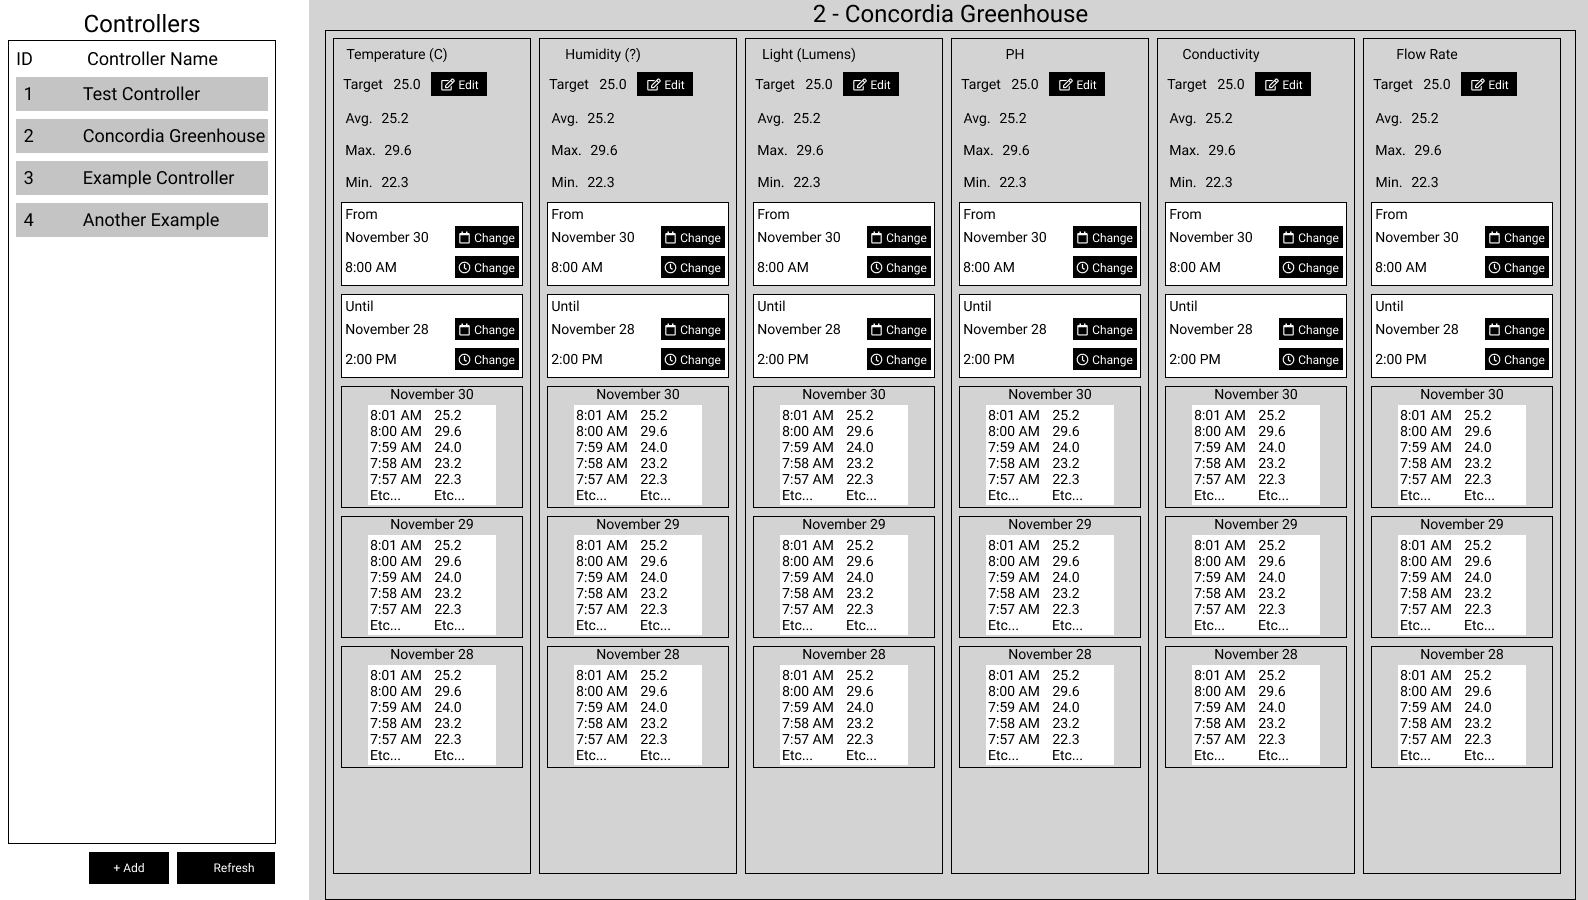 Controllers
ID Controller Name
1 Test Controller
2 Concordia Greenhouse
3 Example Controller
4 Another Example
+ Add Refresh
2 - Concordia Greenhouse
Temperature (C)
Target 25.0 Edit
Avg. 25.2
Max. 29.6
Min. 22.3
From
November 30 Change
8:00 AM Change
Until
November 28 Change
2:00 PM Change
November 30
8:01 AM 25.2
8:00 AM 29.6
7:59 AM 24.0
7:58 AM 23.2
7:57 AM 22.3
Etc... Etc...
November 29
8:01 AM 25.2
8:00 AM 29.6
7:59 AM 24.0
7:58 AM 23.2
7:57 AM 22.3
Etc... Etc...
November 28
8:01 AM 25.2
8:00 AM 29.6
7:59 AM 24.0
7:58 AM 23.2
7:57 AM 22.3
Etc... Etc...
Humidity (?)
Target 25.0 Edit
Avg. 25.2
Max. 29.6
Min. 22.3
From
November 30 Change
8:00 AM Change
Until
November 28 Change
2:00 PM Change
November 30
8:01 AM 25.2
8:00 AM 29.6
7:59 AM 24.0
7:58 AM 23.2
7:57 AM 22.3
Etc... Etc...
November 29
8:01 AM 25.2
8:00 AM 29.6
7:59 AM 24.0
7:58 AM 23.2
7:57 AM 22.3
Etc... Etc...
November 28
8:01 AM 25.2
8:00 AM 29.6
7:59 AM 24.0
7:58 AM 23.2
7:57 AM 22.3
Etc... Etc...
Light (Lumens)
Target 25.0 Edit
Avg. 25.2
Max. 29.6
Min. 22.3
From
November 30 Change
8:00 AM Change
Until
November 28 Change
2:00 PM Change
November 30
8:01 AM 25.2
8:00 AM 29.6
7:59 AM 24.0
7:58 AM 23.2
7:57 AM 22.3
Etc... Etc...
November 29
8:01 AM 25.2
8:00 AM 29.6
7:59 AM 24.0
7:58 AM 23.2
7:57 AM 22.3
Etc... Etc...
November 28
8:01 AM 25.2
8:00 AM 29.6
7:59 AM 24.0
7:58 AM 23.2
7:57 AM 22.3
Etc... Etc...
PH
Target 25.0 Edit
Avg. 25.2
Max. 29.6
Min. 22.3
From
November 30 Change
8:00 AM Change
Until
November 28 Change
2:00 PM Change
November 30
8:01 AM 25.2
8:00 AM 29.6
7:59 AM 24.0
7:58 AM 23.2
7:57 AM 22.3
Etc... Etc...
November 29
8:01 AM 25.2
8:00 AM 29.6
7:59 AM 24.0
7:58 AM 23.2
7:57 AM 22.3
Etc... Etc...
November 28
8:01 AM 25.2
8:00 AM 29.6
7:59 AM 24.0
7:58 AM 23.2
7:57 AM 22.3
Etc... Etc...
Conductivity
Target 25.0 Edit
Avg. 25.2
Max. 29.6
Min. 22.3
From
November 30 Change
8:00 AM Change
Until
November 28 Change
2:00 PM Change
November 30
8:01 AM 25.2
8:00 AM 29.6
7:59 AM 24.0
7:58 AM 23.2
7:57 AM 22.3
Etc... Etc...
November 29
8:01 AM 25.2
8:00 AM 29.6
7:59 AM 24.0
7:58 AM 23.2
7:57 AM 22.3
Etc... Etc...
November 28
8:01 AM 25.2
8:00 AM 29.6
7:59 AM 24.0
7:58 AM 23.2
7:57 AM 22.3
Etc... Etc...
Flow Rate
Target 25.0 Edit
Avg. 25.2
Max. 29.6
Min. 22.3
From
November 30 Change
8:00 AM Change
Until
November 28 Change
2:00 PM Change
November 30
8:01 AM 25.2
8:00 AM 29.6
7:59 AM 24.0
7:58 AM 23.2
7:57 AM 22.3
Etc... Etc...
November 29
8:01 AM 25.2
8:00 AM 29.6
7:59 AM 24.0
7:58 AM 23.2
7:57 AM 22.3
Etc... Etc...
November 28
8:01 AM 25.2
8:00 AM 29.6
7:59 AM 24.0
7:58 AM 23.2
7:57 AM 22.3
Etc... Etc...